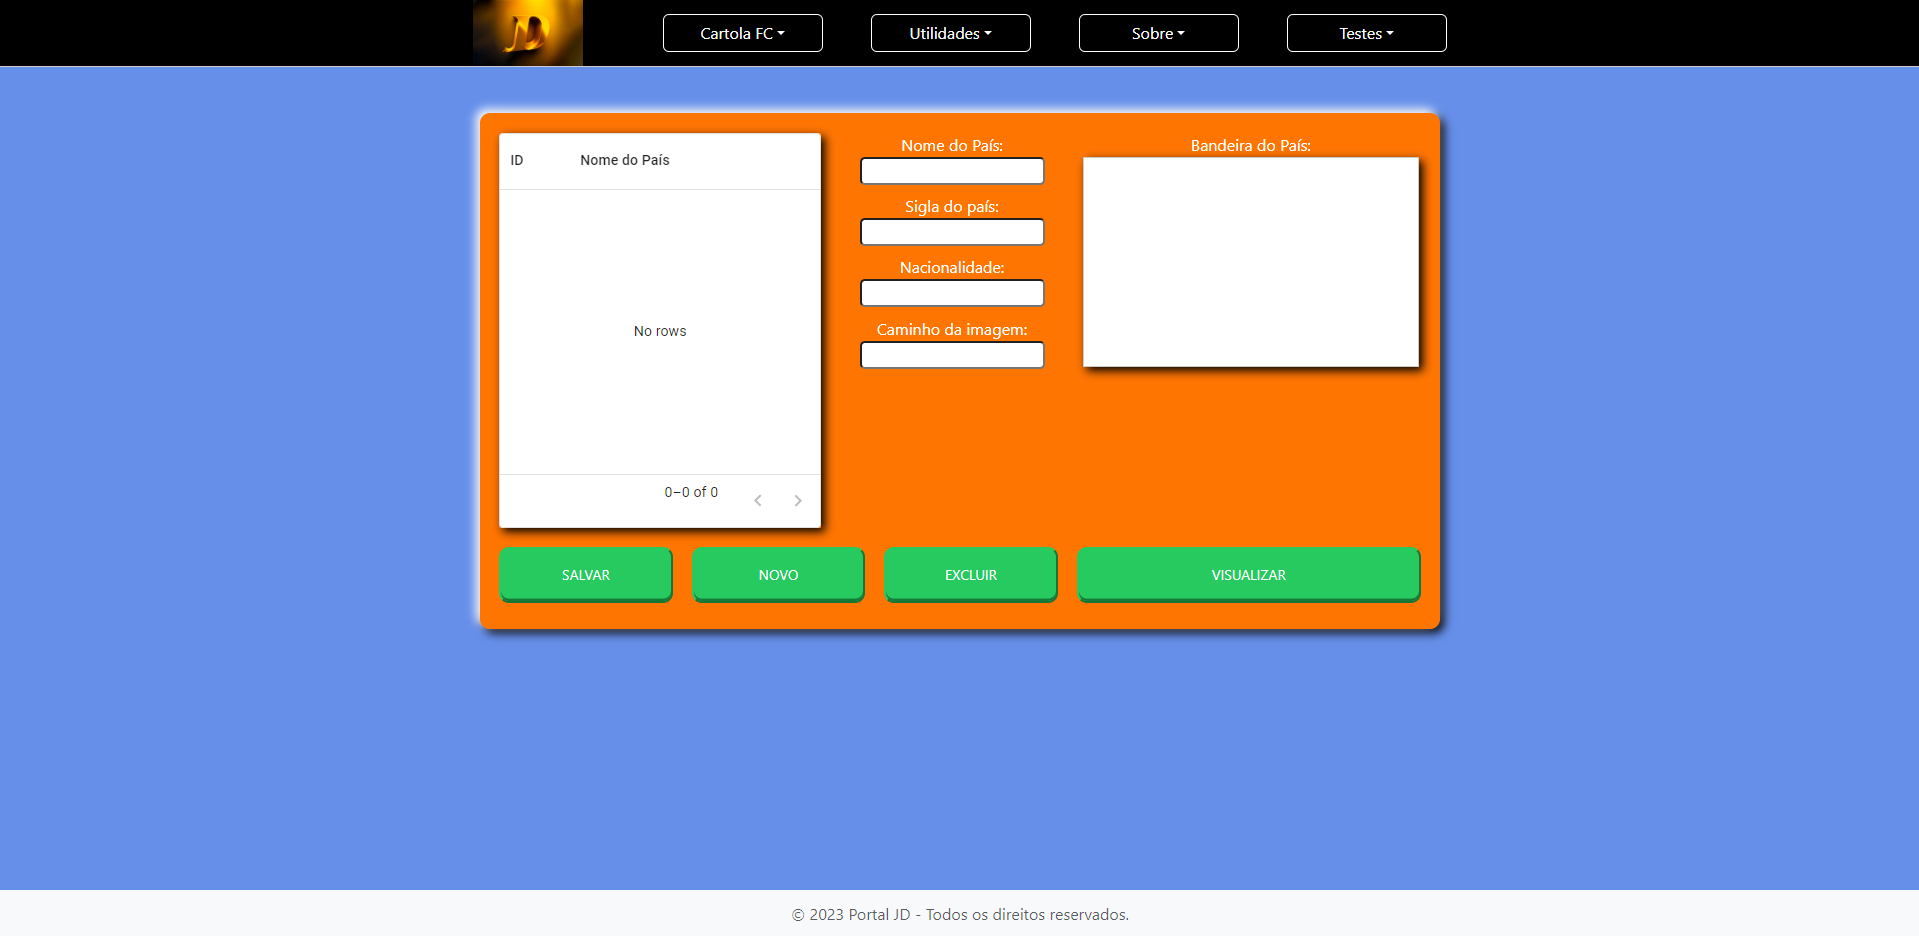 JD
Cartola FC
Utilidades
Sobre
Testes
ID Nome do País
No rows
0–0 of 0
Nome do País:
Sigla do país:
Nacionalidade:
Caminho da imagem:
Bandeira do País:
SALVAR
NOVO
EXCLUIR
VISUALIZAR
© 2023 Portal JD - Todos os direitos reservados.